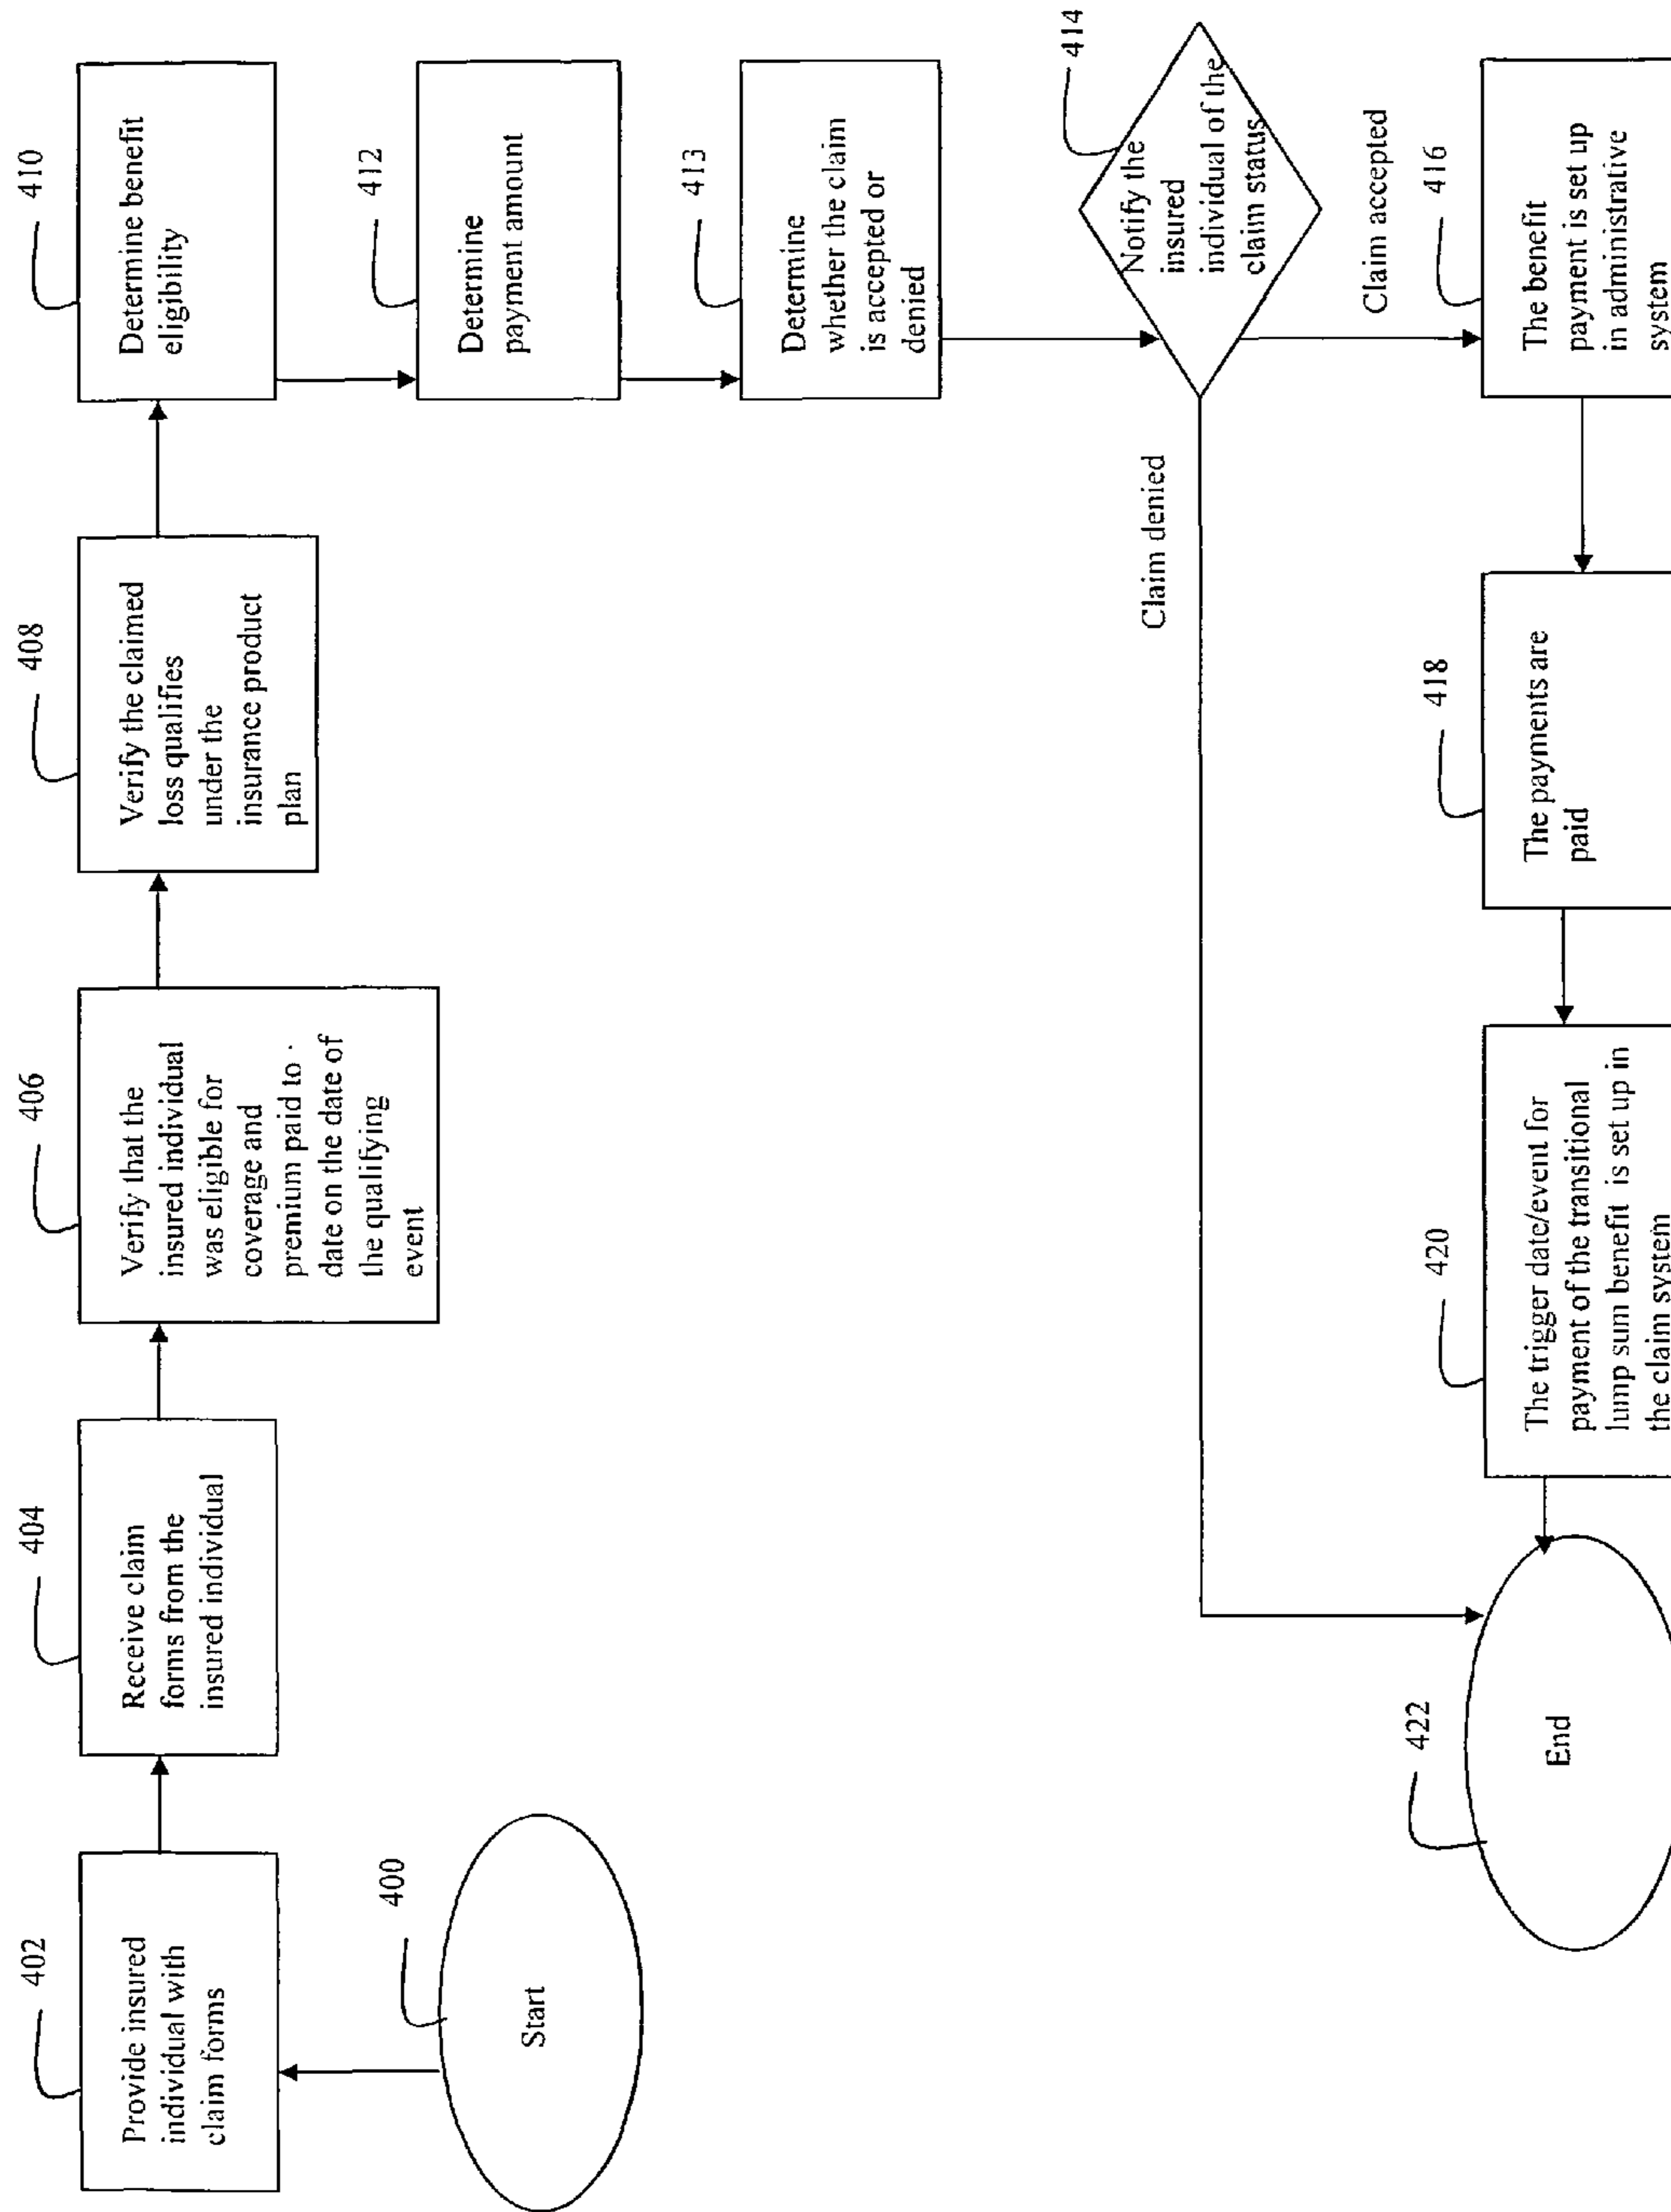 402
Provide insured
individual with
claim forms
400
Start
404
Receive claim
forms from the
insured individual
406
Verify that the
insured individual
was eligible for
coverage and
premium paid to -
date on the date of
the qualifying
event
408
Verify the claimed
loss qualifies
under the
insurance product
plan
410
Determine benefit
eligibility
412
Determine
payment amount
413
Determine
whether the claim
is accepted or
denied
414
Notify the
insured
individual of the
claim status
Claim denied
Claim accepted
416
The benefit
payment is set up
in administrative
system
418
The payments are
paid
420
The trigger date/event for
payment of the transitional
lump sum benefit is set up in
the claim system
422
End